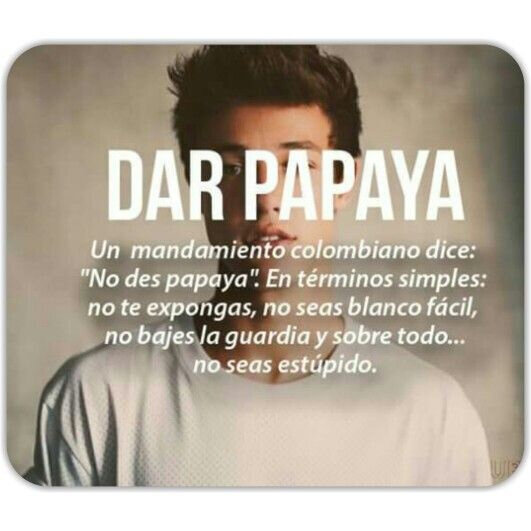 DAR PAPAYA
Un mandamiento colombiano dice:
"No des papaya". En términos simples:
no te expongas, no seas blanco fácil,
no bajes la guardia y sobre todo...
no seas estúpido.